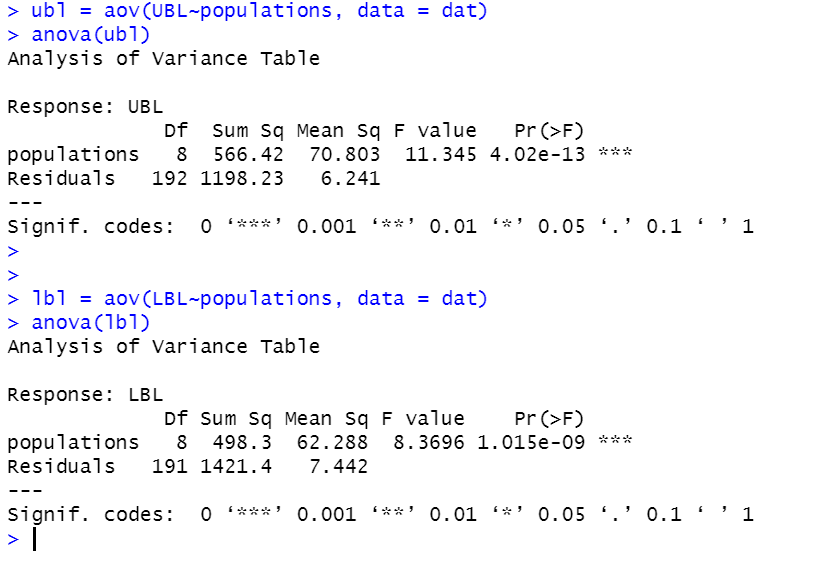 > ubl = aov(UBL~populations, data = dat)
> anova(ubl)
Analysis of Variance Table

Response: UBL
             Df  Sum Sq Mean Sq F value   Pr(>F)
populations   8  566.42  70.803  11.345 4.02e-13 ***
Residuals   192 1198.23   6.241
---
Signif. codes:  0 ‘***’ 0.001 ‘**’ 0.01 ‘*’ 0.05 ‘.’ 0.1 ‘ ’ 1
>
>
> lbl = aov(LBL~populations, data = dat)
> anova(lbl)
Analysis of Variance Table

Response: LBL
             Df Sum Sq Mean Sq F value    Pr(>F)
populations   8  498.3  62.288  8.3696 1.015e-09 ***
Residuals   191 1421.4   7.442
---
Signif. codes:  0 ‘***’ 0.001 ‘**’ 0.01 ‘*’ 0.05 ‘.’ 0.1 ‘ ’ 1
>